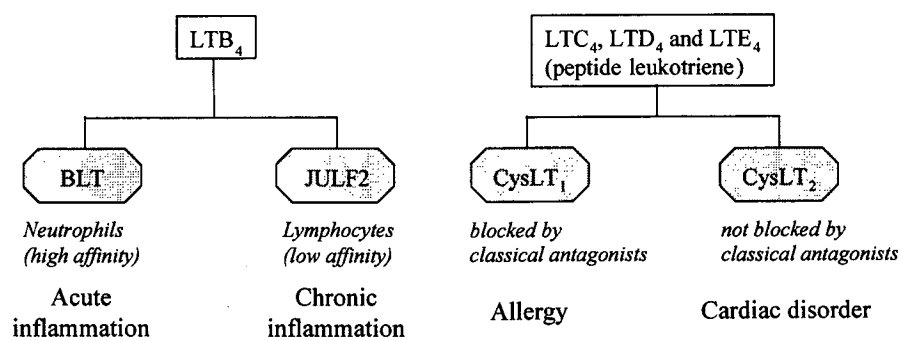 LTB₄
LTC₄, LTD₄ and LTE₄
(peptide leukotriene)
BLT
JULF2
CysLT₁
CysLT₂
Neutrophils
(high affinity)
Lymphocytes
(low affinity)
blocked by
classical antagonists
not blocked by
classical antagonists
Acute
inflammation
Chronic
inflammation
Allergy
Cardiac disorder